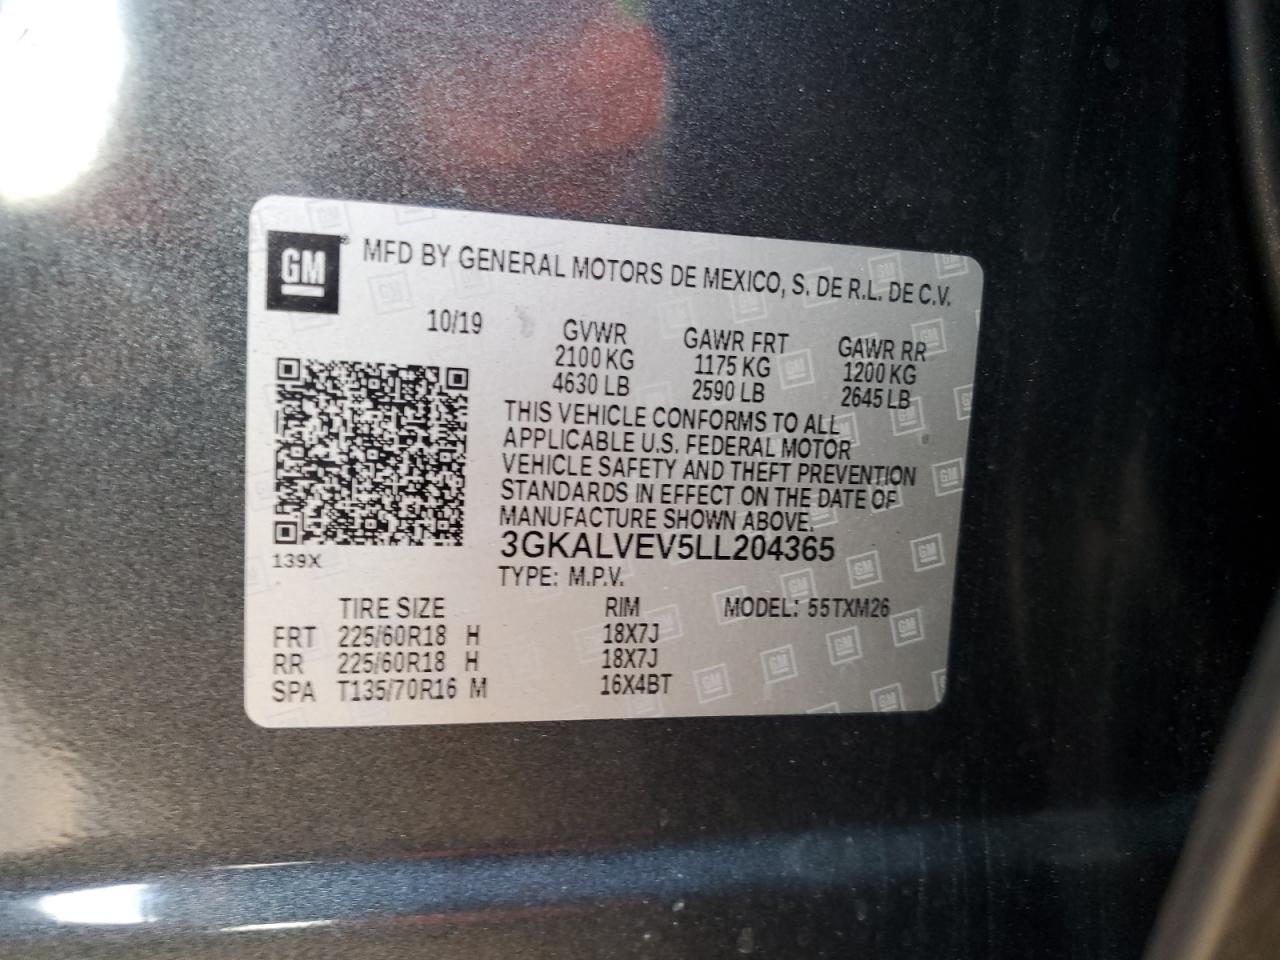 GM
MFD BY GENERAL MOTORS DE MEXICO, S. DE R.L. DE C.V.
10/19
GVWR GAWR FRT GAWR RR
2100 KG 1175 KG 1200 KG
4630 LB 2590 LB 2645 LB
THIS VEHICLE CONFORMS TO ALL
APPLICABLE U.S. FEDERAL MOTOR
VEHICLE SAFETY AND THEFT PREVENTION
STANDARDS IN EFFECT ON THE DATE OF
MANUFACTURE SHOWN ABOVE.
3GKALVEV5LL204365
139X
TYPE: M.P.V.
TIRE SIZE RIM MODEL: 55TXM26
FRT 225/60R18 H 18X7J
RR 225/60R18 H 18X7J
SPA T135/70R16 M 16X4BT